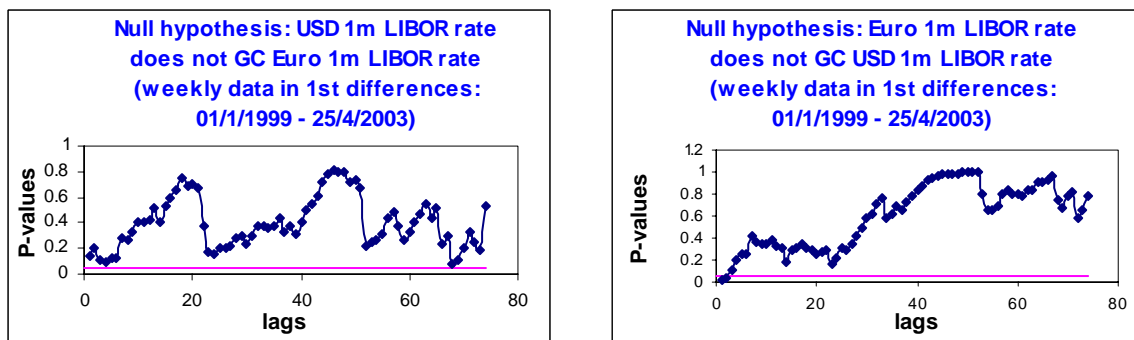 Null hypothesis: USD 1m LIBOR rate
does not GC Euro 1m LIBOR rate
(weekly data in 1st differences:
01/1/1999 - 25/4/2003)
P-values
1
0.8
0.6
0.4
0.2
0
0 20 40 60 80
lags
Null hypothesis: Euro 1m LIBOR rate
does not GC USD 1m LIBOR rate
(weekly data in 1st differences:
01/1/1999 - 25/4/2003)
P-values
1.2
1
0.8
0.6
0.4
0.2
0
0 20 40 60 80
lags